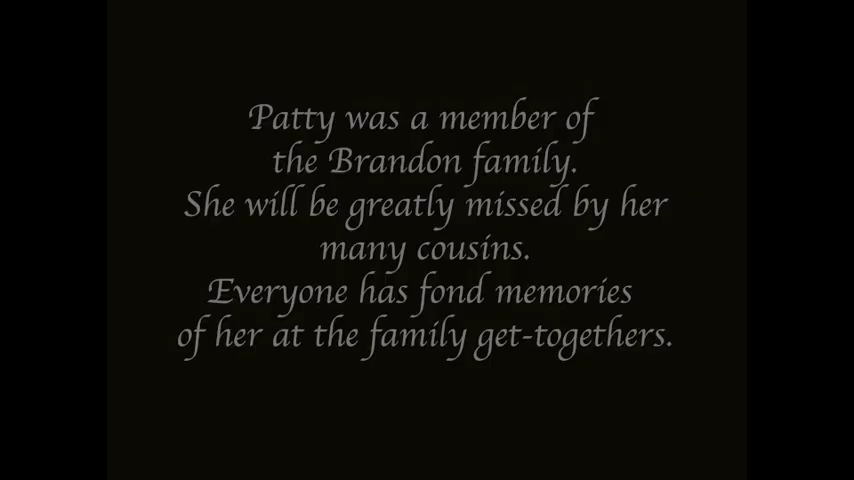 Patty was a member of
the Brandon family.
She will be greatly missed by her
many cousins.
Everyone has fond memories
of her at the family get-togethers.